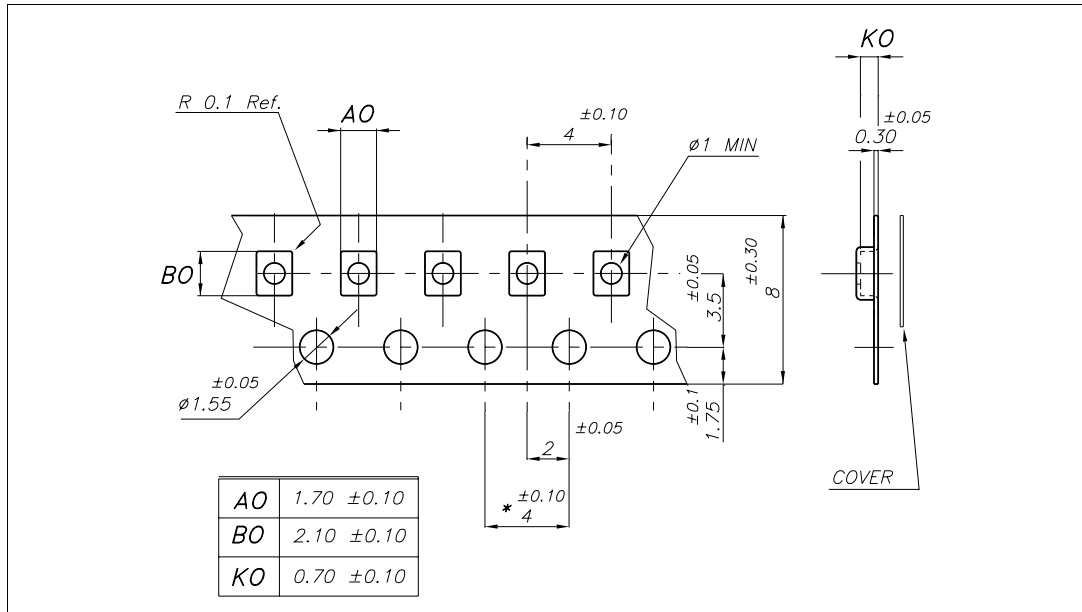 KO
R 0.1 Ref.
AO
±0.10
4
ø1 MIN
±0.05
0.30
BO
±0.05
3.5
±0.30
8
±0.05
ø1.55
±0.1
1.75
±0.05
2
±0.10
* 4
COVER
AO 1.70 ±0.10
BO 2.10 ±0.10
KO 0.70 ±0.10